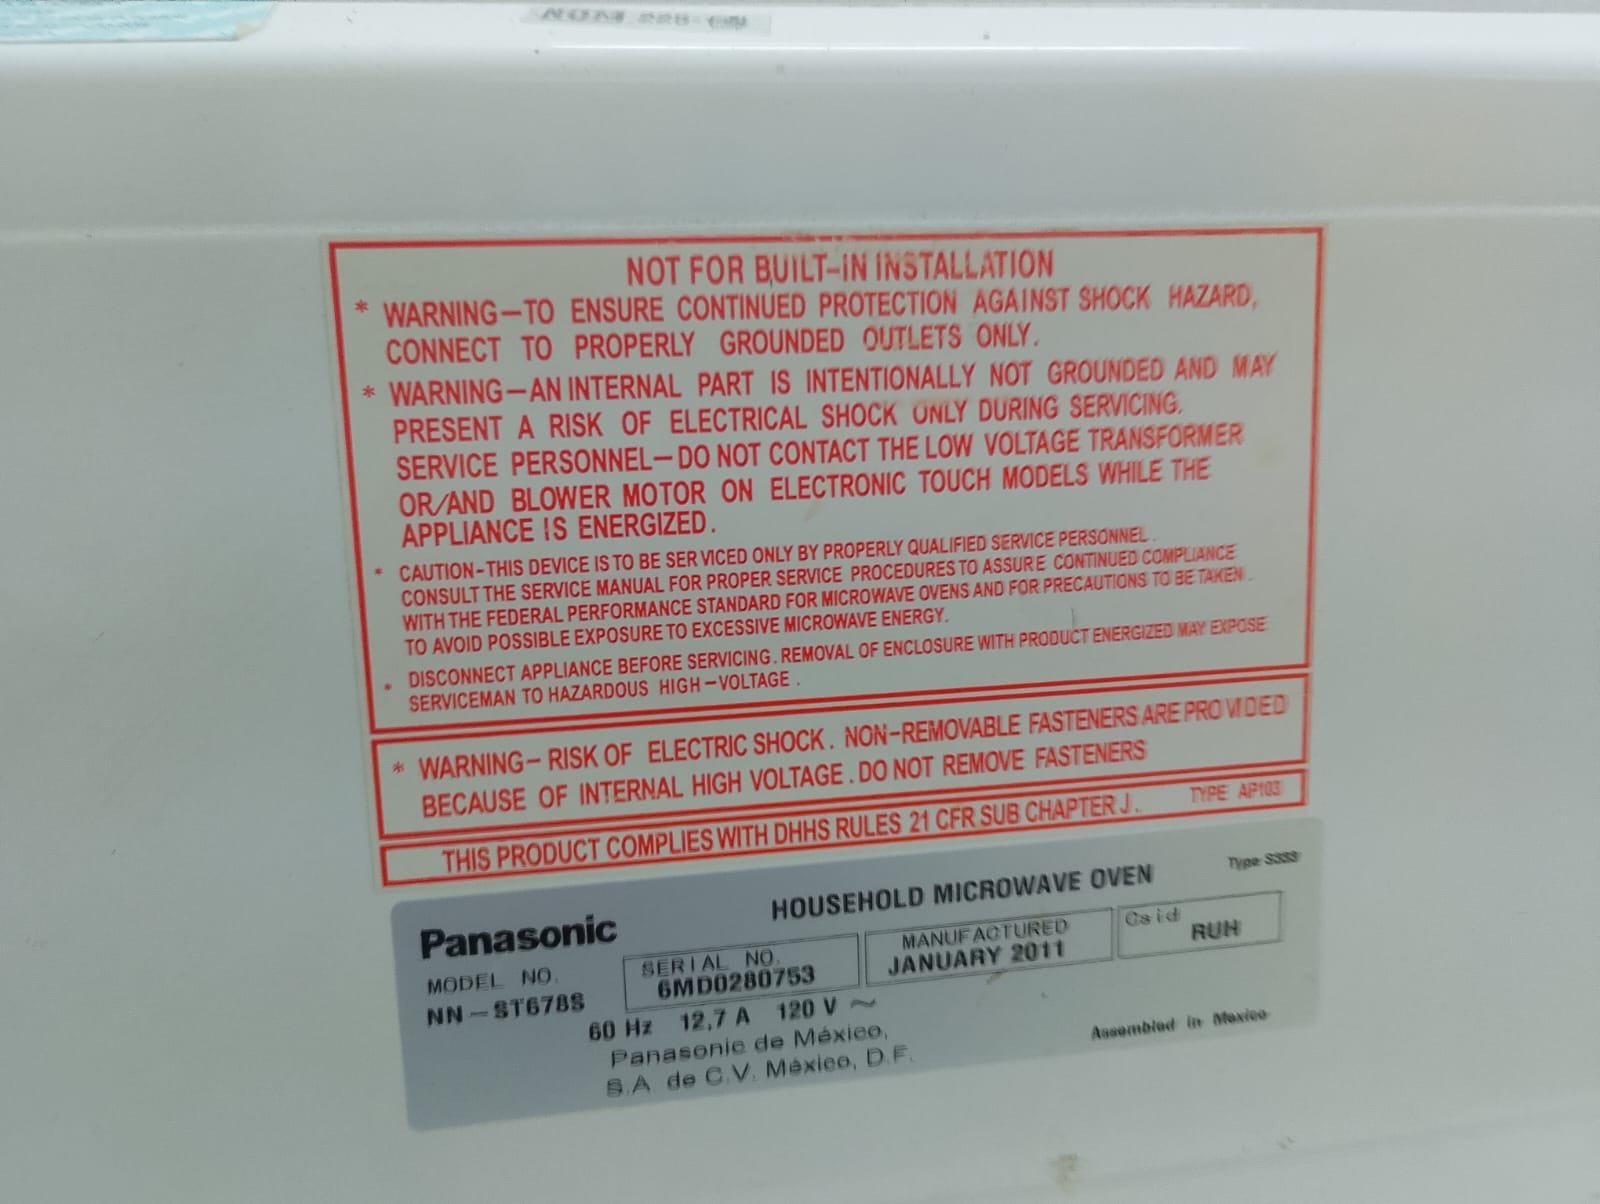 NOT FOR BUILT-IN INSTALLATION
* WARNING-TO ENSURE CONTINUED PROTECTION AGAINST SHOCK HAZARD,
CONNECT TO PROPERLY GROUNDED OUTLETS ONLY.
* WARNING-AN INTERNAL PART IS INTENTIONALLY NOT GROUNDED AND MAY
PRESENT A RISK OF ELECTRICAL SHOCK ONLY DURING SERVICING.
SERVICE PERSONNEL-DO NOT CONTACT THE LOW VOLTAGE TRANSFORMER
OR/AND BLOWER MOTOR ON ELECTRONIC TOUCH MODELS WHILE THE
APPLIANCE IS ENERGIZED.
* CAUTION-THIS DEVICE IS TO BE SERVICED ONLY BY PROPERLY QUALIFIED SERVICE PERSONNEL.
CONSULT THE SERVICE MANUAL FOR PROPER SERVICE PROCEDURES TO ASSURE CONTINUED COMPLIANCE
WITH THE FEDERAL PERFORMANCE STANDARD FOR MICROWAVE OVENS AND FOR PRECAUTIONS TO BE TAKEN.
TO AVOID POSSIBLE EXPOSURE TO EXCESSIVE MICROWAVE ENERGY.
* DISCONNECT APPLIANCE BEFORE SERVICING. REMOVAL OF ENCLOSURE WITH PRODUCT ENERGIZED MAY EXPOSE
SERVICEMAN TO HAZARDOUS HIGH-VOLTAGE.
* WARNING- RISK OF ELECTRIC SHOCK. NON-REMOVABLE FASTENERS ARE PROVIDED
BECAUSE OF INTERNAL HIGH VOLTAGE. DO NOT REMOVE FASTENERS
THIS PRODUCT COMPLIES WITH DHHS RULES 21 CFR SUB CHAPTER J. TYPE AP103
HOUSEHOLD MICROWAVE OVEN Type S333
Panasonic
MODEL NO.
NN-ST678S
SERIAL NO.
6MD0280753
MANUFACTURED
JANUARY 2011
Csid
RUH
60 Hz 12,7 A 120 V ~
Panasonic de México,
S.A de C.V. México, D.F.
Assembled in Mexico